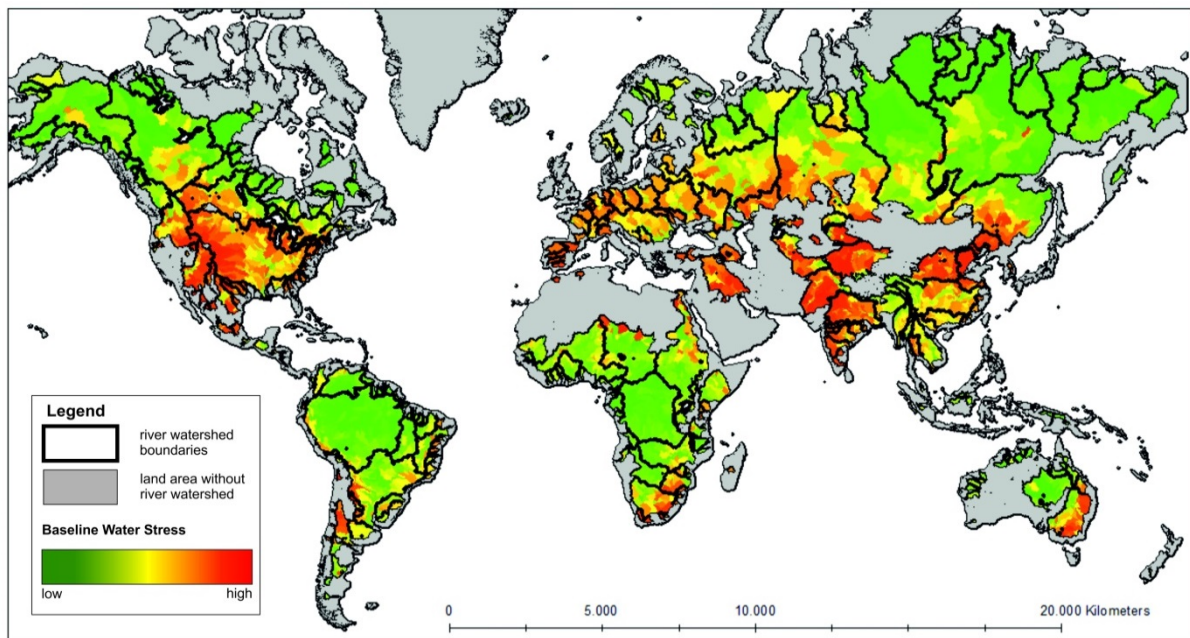 Legend
river watershed
boundaries
land area without
river watershed
Baseline Water Stress
low high
0 5.000 10.000 20.000 Kilometers